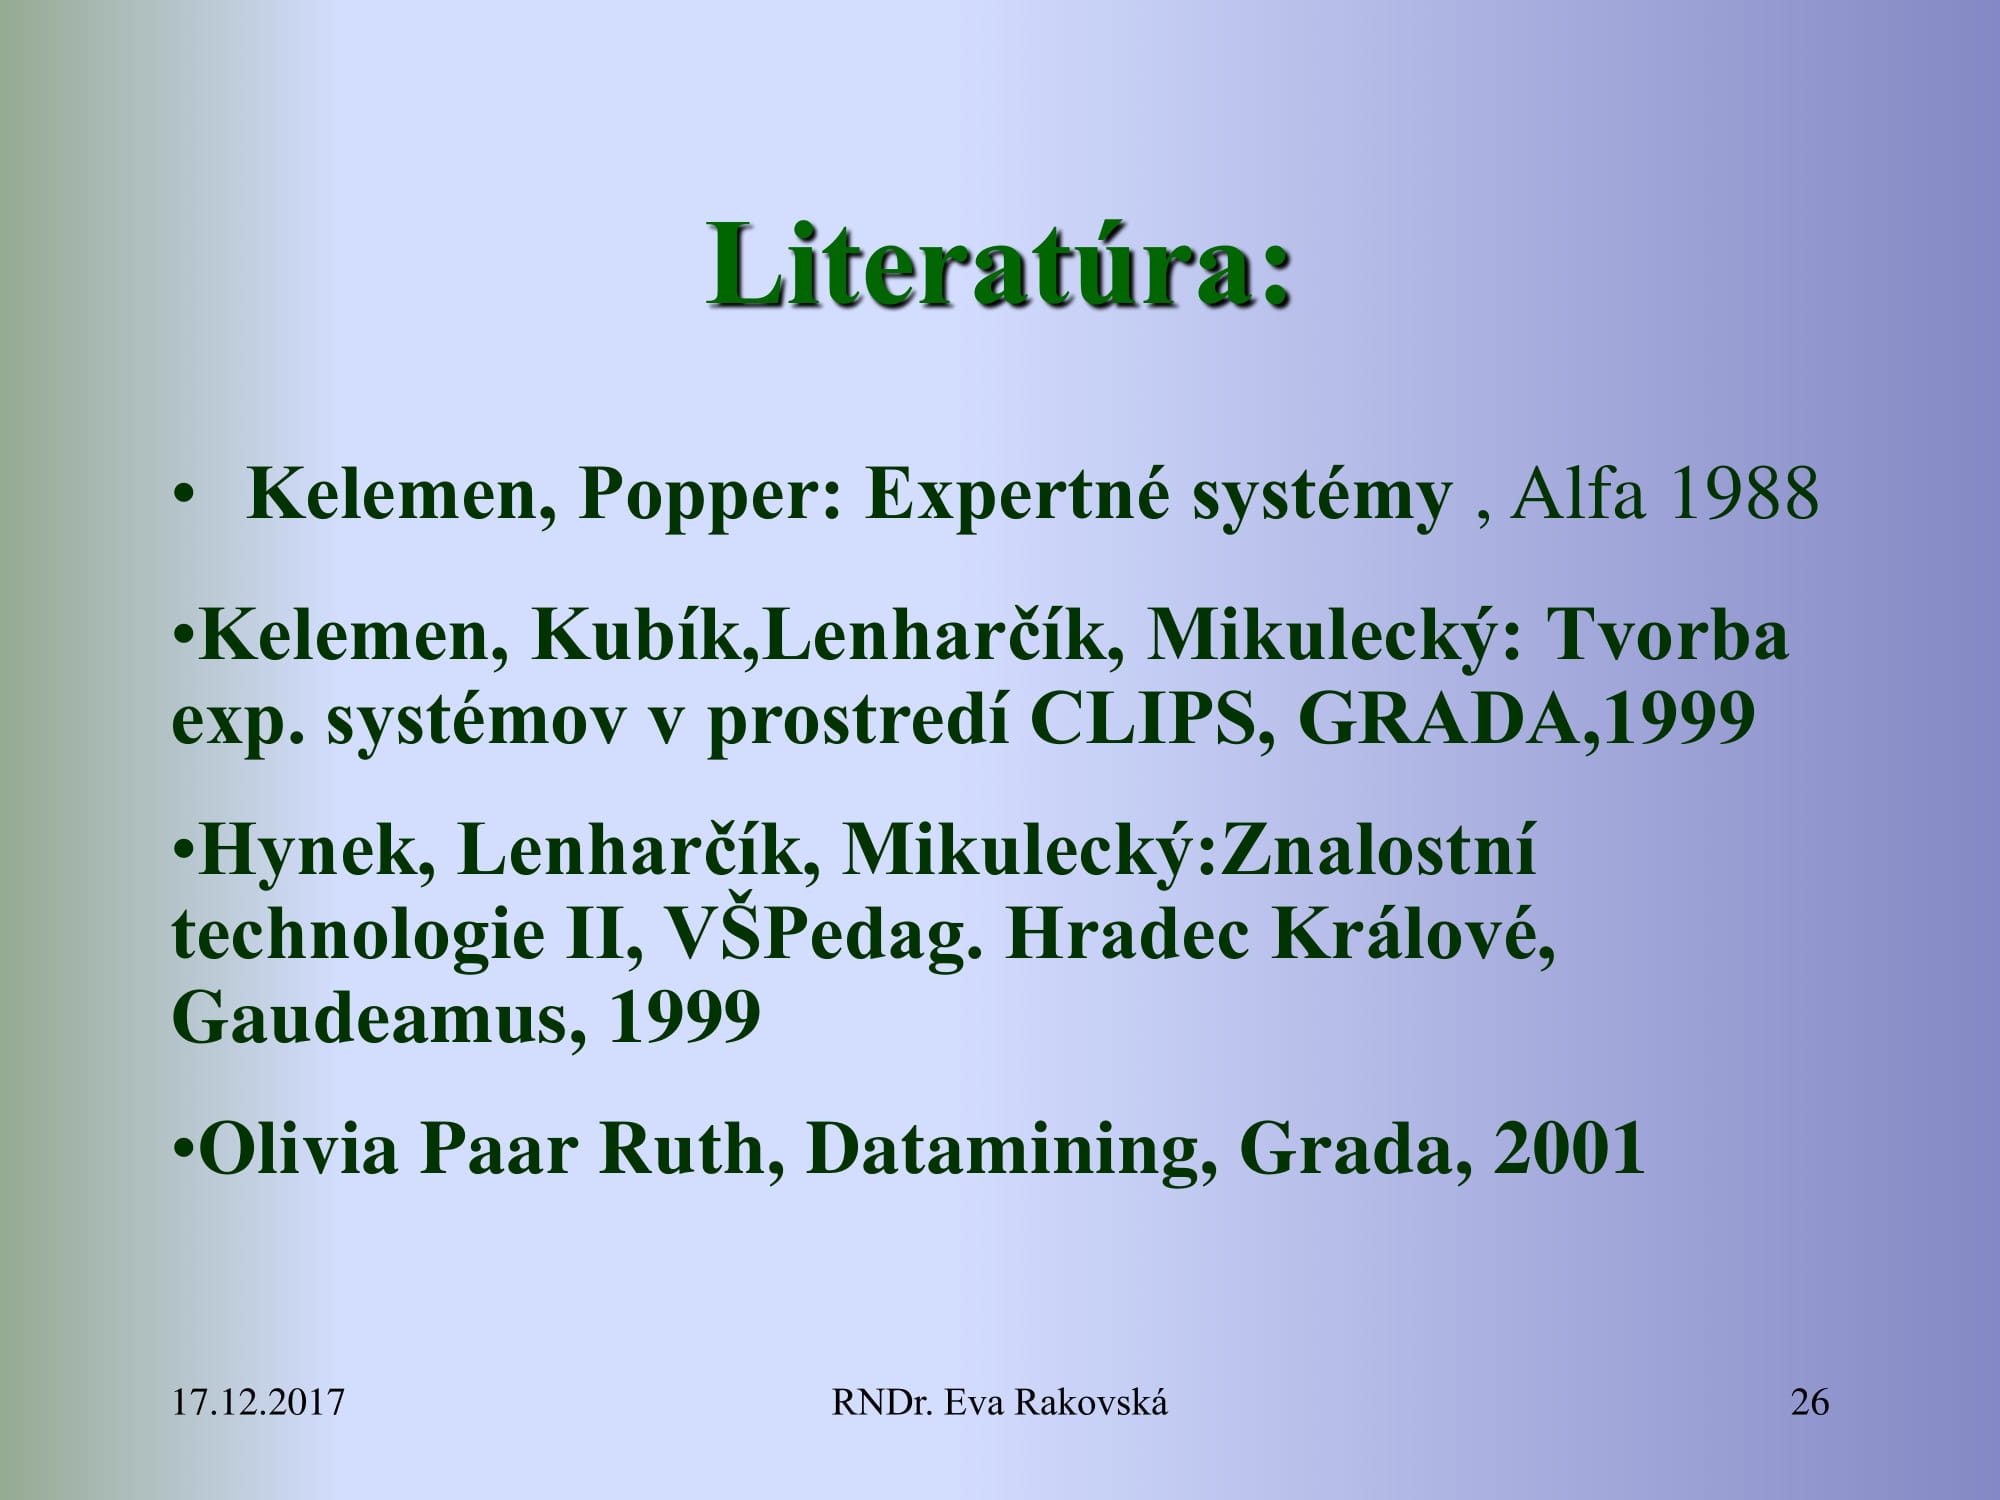 Literatúra:
• Kelemen, Popper: Expertné systémy , Alfa 1988
•Kelemen, Kubík,Lenharčík, Mikulecký: Tvorba
exp. systémov v prostredí CLIPS, GRADA,1999
•Hynek, Lenharčík, Mikulecký:Znalostní
technologie II, VŠPedag. Hradec Králové,
Gaudeamus, 1999
•Olivia Paar Ruth, Datamining, Grada, 2001
17.12.2017 RNDr. Eva Rakovská 26